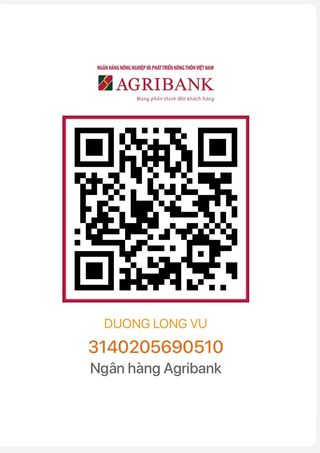 NGÂN HÀNG NÔNG NGHIỆP VÀ PHÁT TRIỂN NÔNG THÔN VIỆT NAM
AGRIBANK
Mang phồn thịnh đến khách hàng
DUONG LONG VU
3140205690510
Ngân hàng Agribank